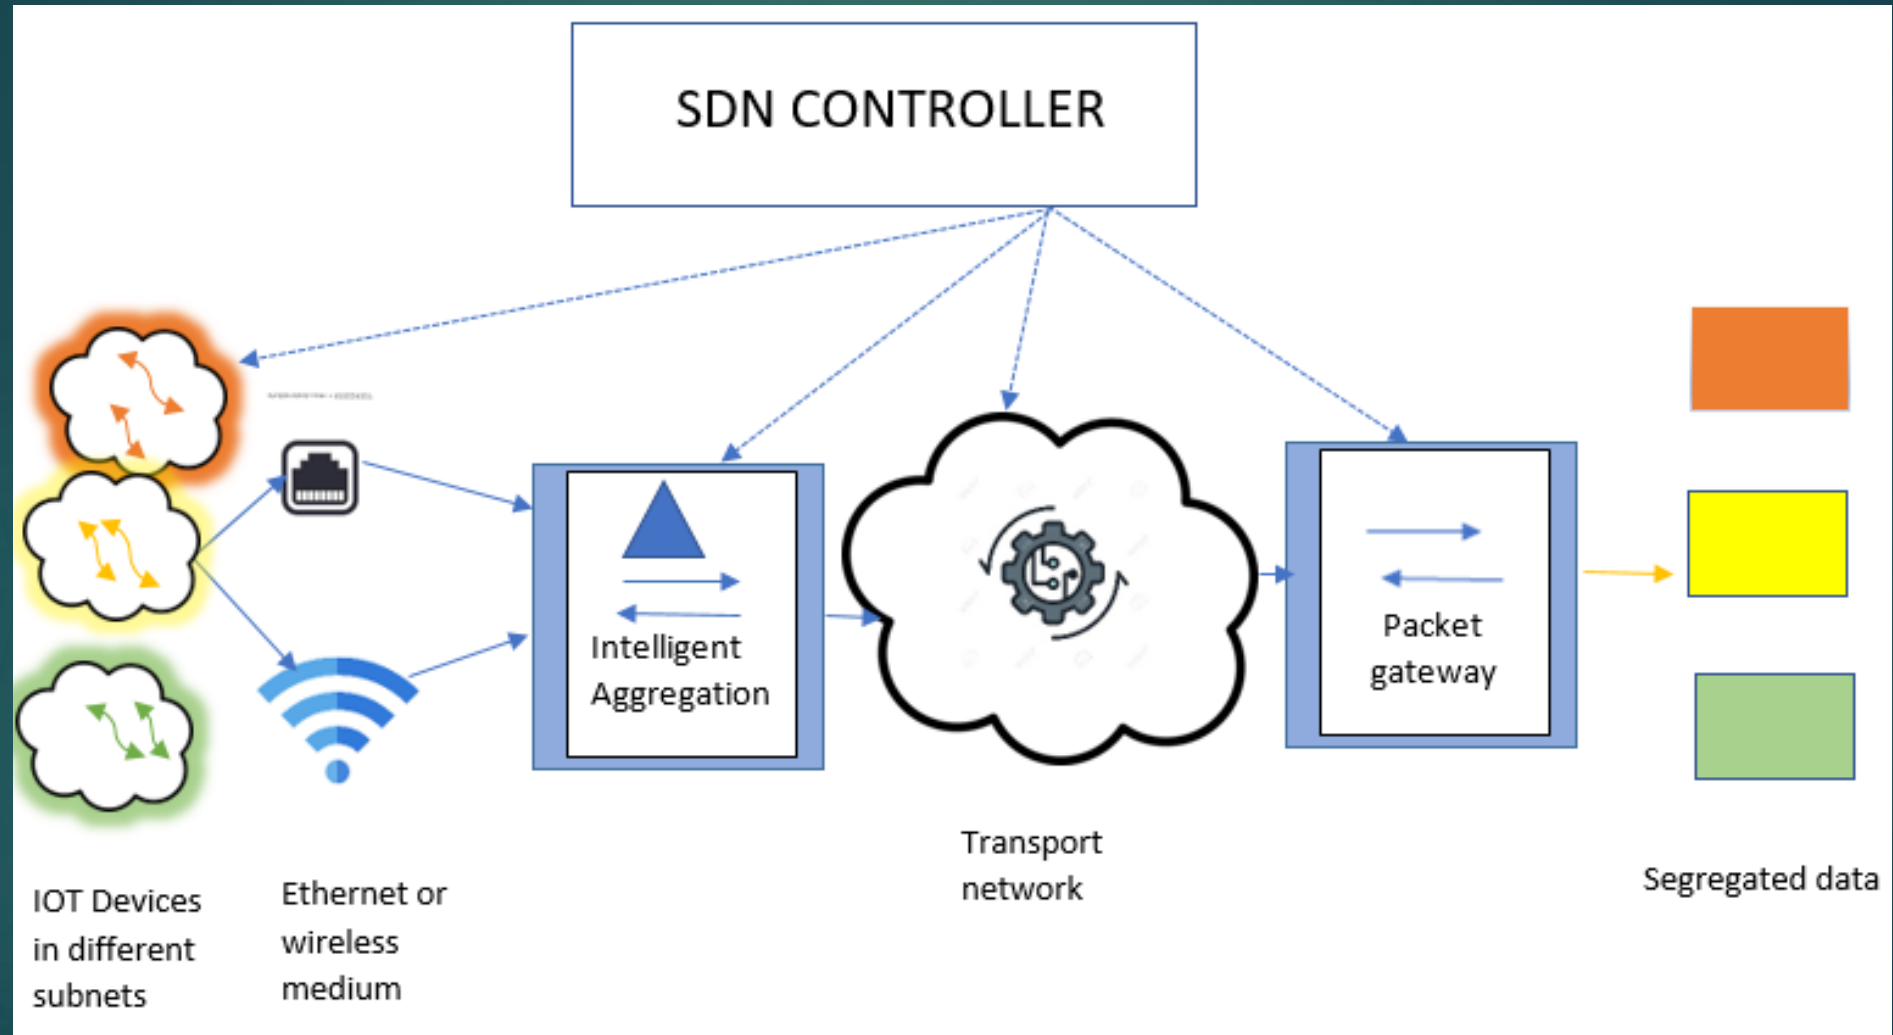 SDN CONTROLLER
Intelligent
Aggregation
Packet
gateway
Transport
network
Segregated data
IOT Devices
in different
subnets
Ethernet or
wireless
medium